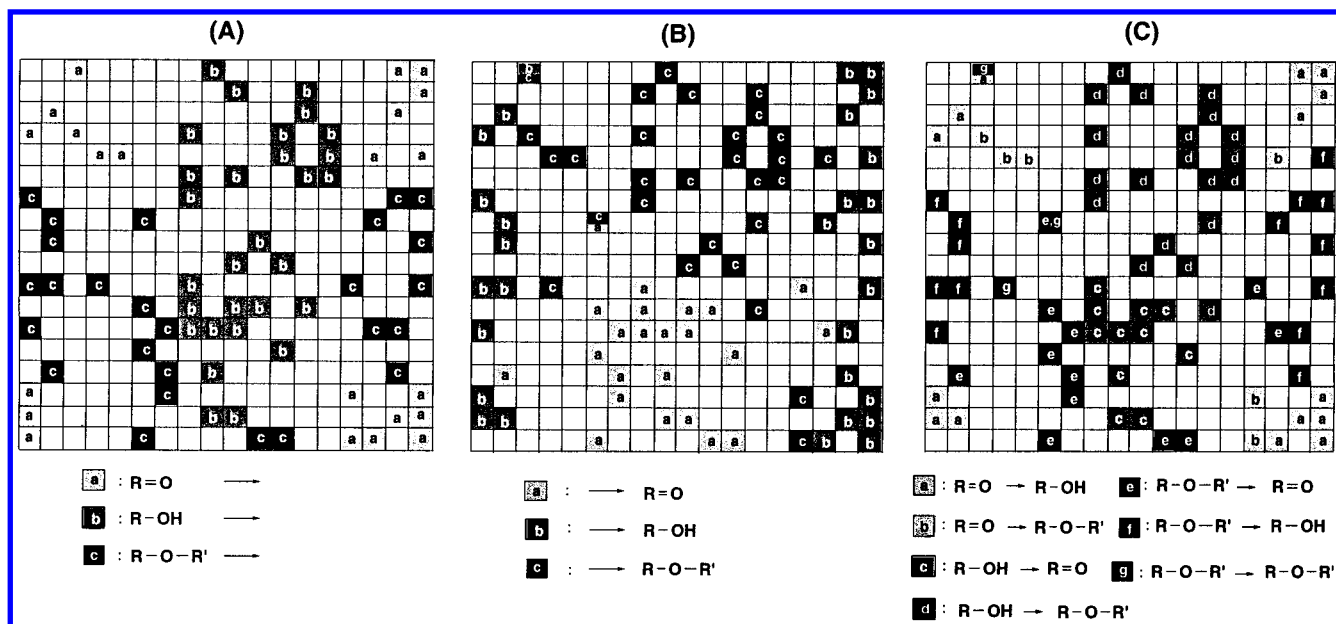 (A)
a b a a
b b a
a b a
a a b b b
a a b b a a
b b b b
c b c c
c c c
c b c
b b
c c c b c c
c b b b b
c c b b b c c
c b
c c b
a c a a
a b b a a
a c c c a a a
a : R=O →
b : R-OH →
c : R-O-R' →
(B)
b c c b b
c c c b
b c b
b c c c c
c c c c c b
c c c c
b c b b
b c a c b
b c b
c c
b b c a a b
a a a a c
b a a a a a b
a a
b a a b
b a c b
b b a a b b
b a a a c b b
a : → R=O
b : → R-OH
c : → R-O-R'
(C)
g a d a a
d d d a
a d a
a b d d d
b b d d b f
d d d d
f d f f
f e,g d f
f d f
d d
f f g c e f
e c c c d
f e c c c e f
e c
e e c f
a e b a
a a c c a a
e e e b a a
a : R=O → R-OH
b : R=O → R-O-R'
c : R-OH → R=O
d : R-OH → R-O-R'
e : R-O-R' → R=O
f : R-O-R' → R-OH
g : R-O-R' → R-O-R'